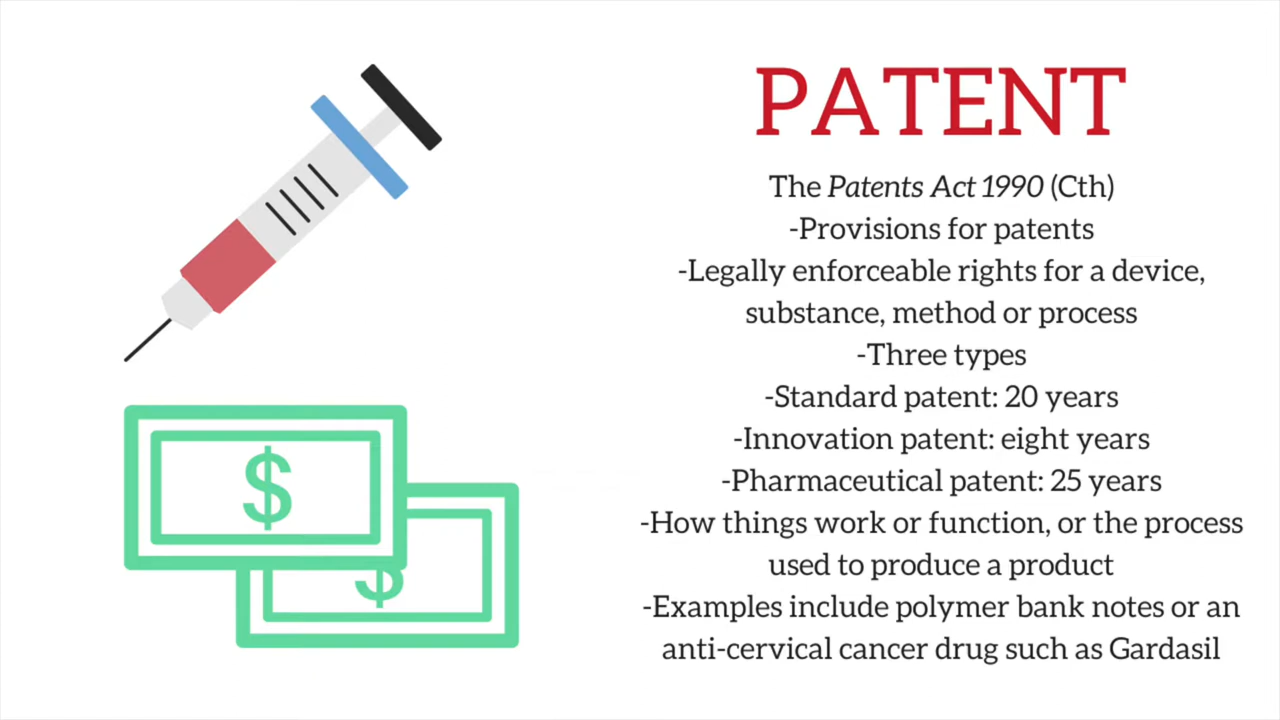 PATENT
The Patents Act 1990 (Cth)
-Provisions for patents
-Legally enforceable rights for a device,
substance, method or process
-Three types
-Standard patent: 20 years
-Innovation patent: eight years
-Pharmaceutical patent: 25 years
-How things work or function, or the process
used to produce a product
-Examples include polymer bank notes or an
anti-cervical cancer drug such as Gardasil
$
$